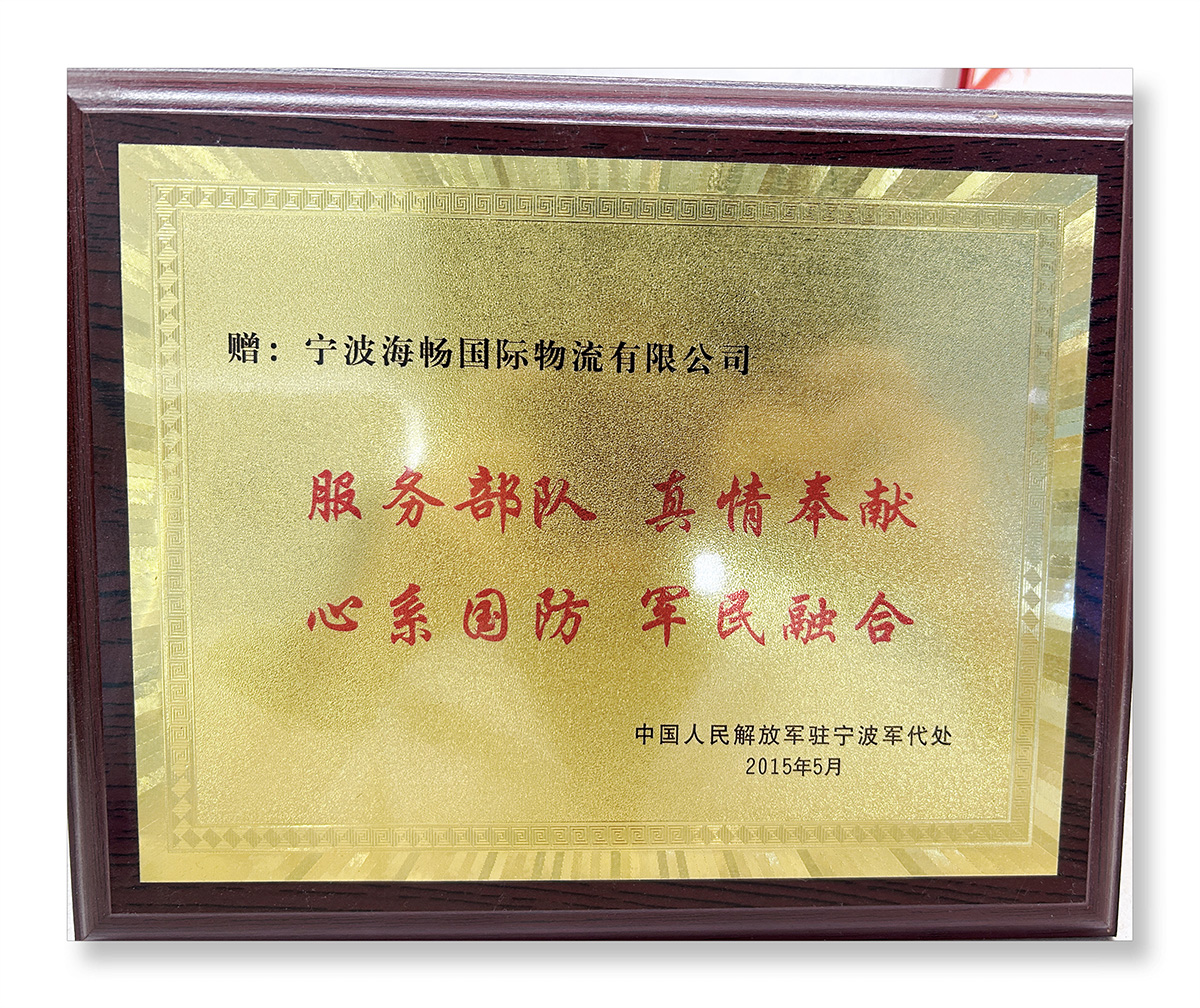 赠：宁波海畅国际物流有限公司
服务部队 真情奉献
心系国防 军民融合
中国人民解放军驻宁波军代处
2015年5月